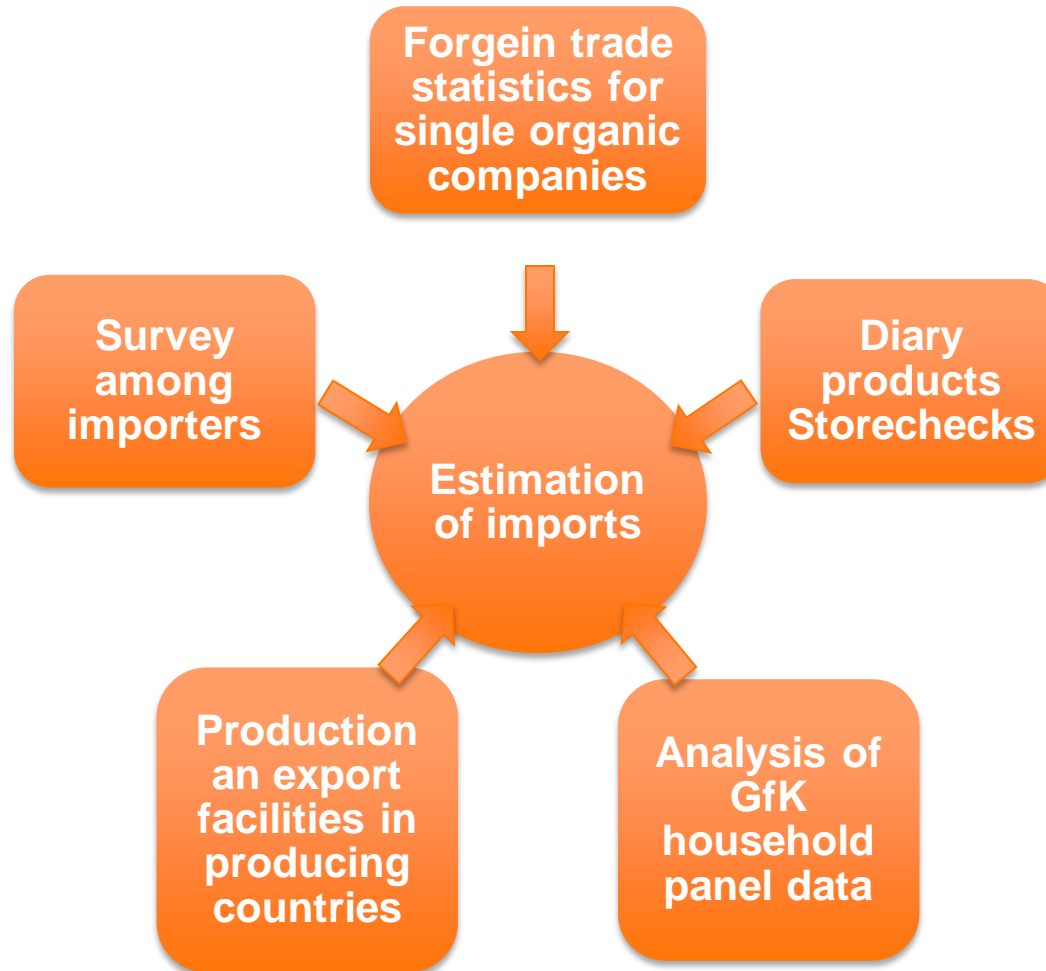 Forgein trade
statistics for
single organic
companies
Survey
among
importers
Diary
products
Storechecks
Estimation
of imports
Production
an export
facilities in
producing
countries
Analysis of
GfK
household
panel data